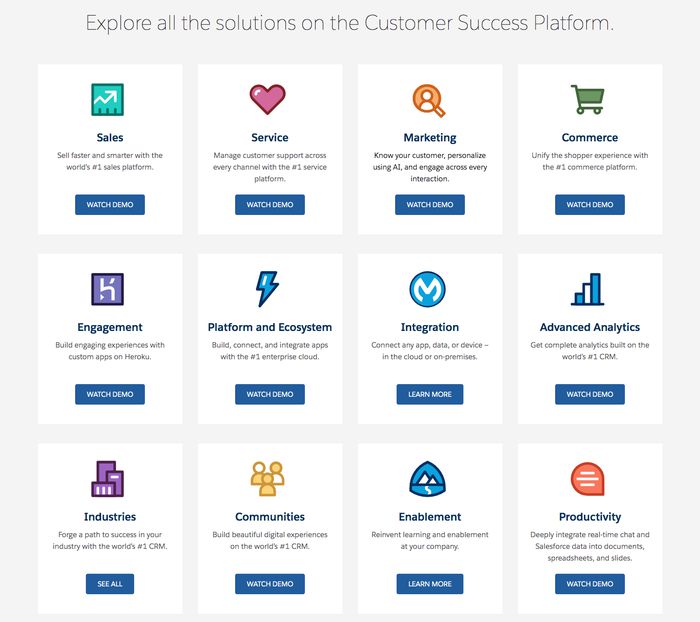 Explore all the solutions on the Customer Success Platform.
Sales
Sell faster and smarter with the
world's #1 sales platform.
WATCH DEMO
Service
Manage customer support across
every channel with the #1 service
platform.
WATCH DEMO
Marketing
Know your customer, personalize
using AI, and engage across every
interaction.
WATCH DEMO
Commerce
Unify the shopper experience with
the #1 commerce platform.
WATCH DEMO
Engagement
Build engaging experiences with
custom apps on Heroku.
WATCH DEMO
Platform and Ecosystem
Build, connect, and integrate apps
with the #1 enterprise cloud.
WATCH DEMO
Integration
Connect any app, data, or device –
in the cloud or on-premises.
LEARN MORE
Advanced Analytics
Get complete analytics built on the
world's #1 CRM.
WATCH DEMO
Industries
Forge a path to success in your
industry with the world's #1 CRM.
SEE ALL
Communities
Build beautiful digital experiences
on the world's #1 CRM.
WATCH DEMO
Enablement
Reinvent learning and enablement
at your company.
LEARN MORE
Productivity
Deeply integrate real-time chat and
Salesforce data into documents,
spreadsheets, and slides.
WATCH DEMO